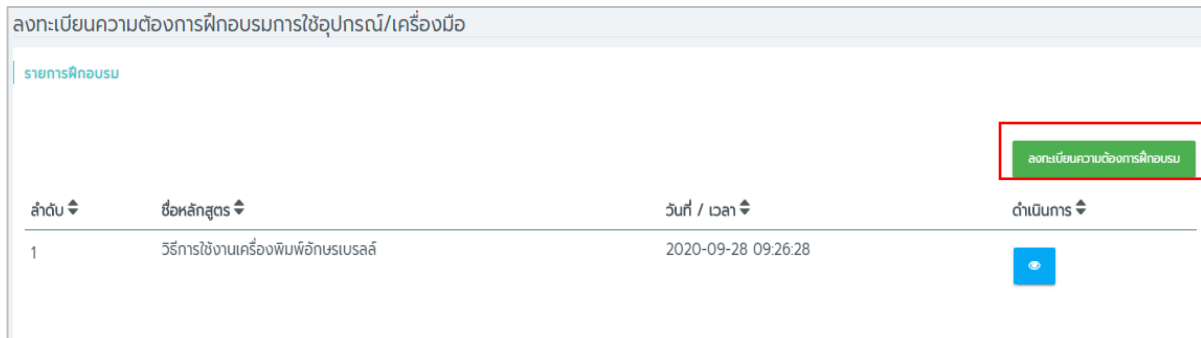 ลงทะเบียนความต้องการฝึกอบรมการใช้อุปกรณ์/เครื่องมือ
รายการฝึกอบรม
ลงทะเบียนความต้องการฝึกอบรม
ลำดับ ชื่อหลักสูตร วันที่ / เวลา ดำเนินการ
1 วิธีการใช้งานเครื่องพิมพ์อักษรเบรลล์ 2020-09-28 09:26:28